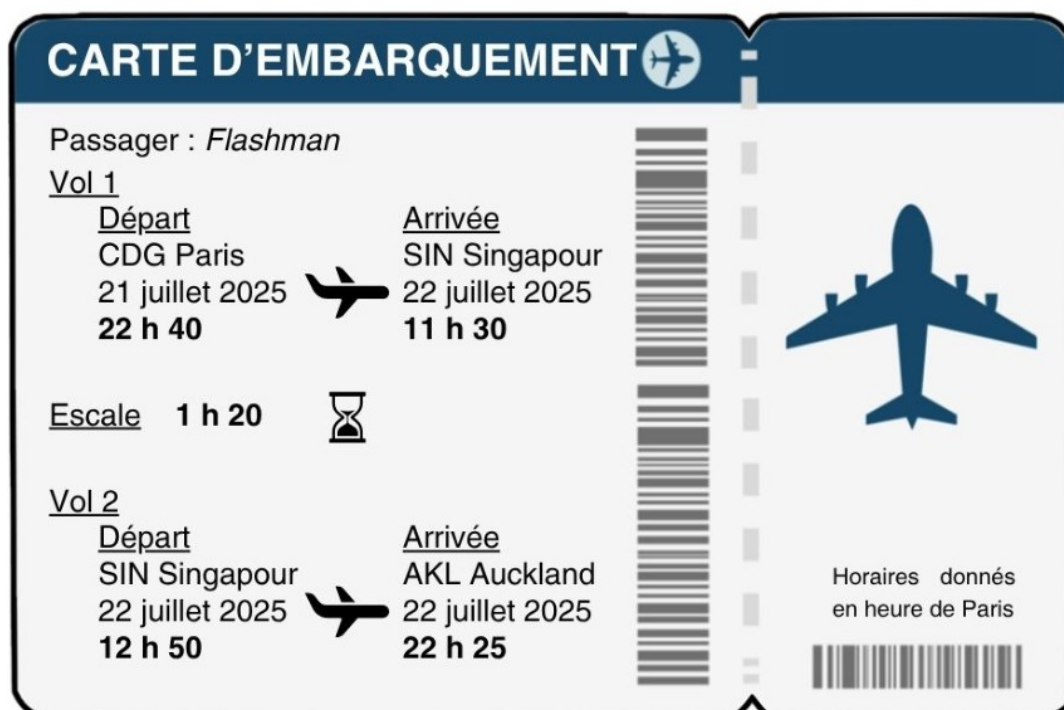 CARTE D’EMBARQUEMENT
Passager : Flashman
Vol 1
Départ Arrivée
CDG Paris SIN Singapour
21 juillet 2025 22 juillet 2025
22 h 40 11 h 30
Escale 1 h 20
Vol 2
Départ Arrivée
SIN Singapour AKL Auckland
22 juillet 2025 22 juillet 2025
12 h 50 22 h 25
Horaires donnés
en heure de Paris